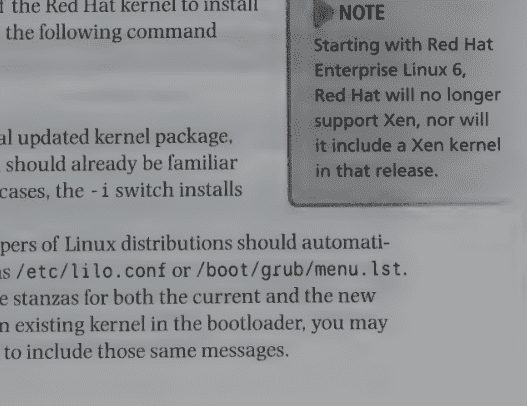 the Red Hat kernel to install
the following command
al updated kernel package,
should already be familiar
cases, the -i switch installs
NOTE
Starting with Red Hat
Enterprise Linux 6,
Red Hat will no longer
support Xen, nor will
it include a Xen kernel
in that release.
pers of Linux distributions should automati-
as /etc/lilo.conf or /boot/grub/menu.lst.
e stanzas for both the current and the new
n existing kernel in the bootloader, you may
to include those same messages.